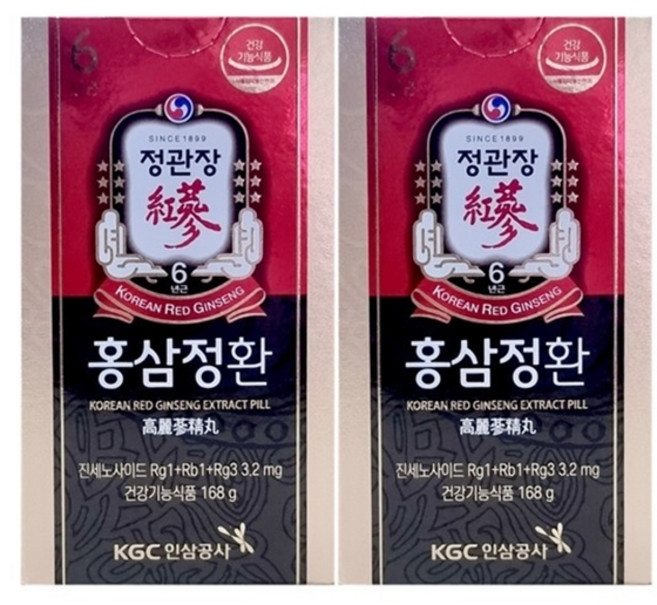 6
건강
기능식품
SINCE 1899
정관장
紅蔘
6
년근
KOREAN RED GINSENG
홍삼정환
KOREAN RED GINSENG EXTRACT PILL
高麗蔘精丸
진세노사이드 Rg1+Rb1+Rg3 3.2 mg
건강기능식품 168 g
KGC 인삼공사
6
건강
기능식품
SINCE 1899
정관장
紅蔘
6
년근
KOREAN RED GINSENG
홍삼정환
KOREAN RED GINSENG EXTRACT PILL
高麗蔘精丸
진세노사이드 Rg1+Rb1+Rg3 3.2 mg
건강기능식품 168 g
KGC 인삼공사